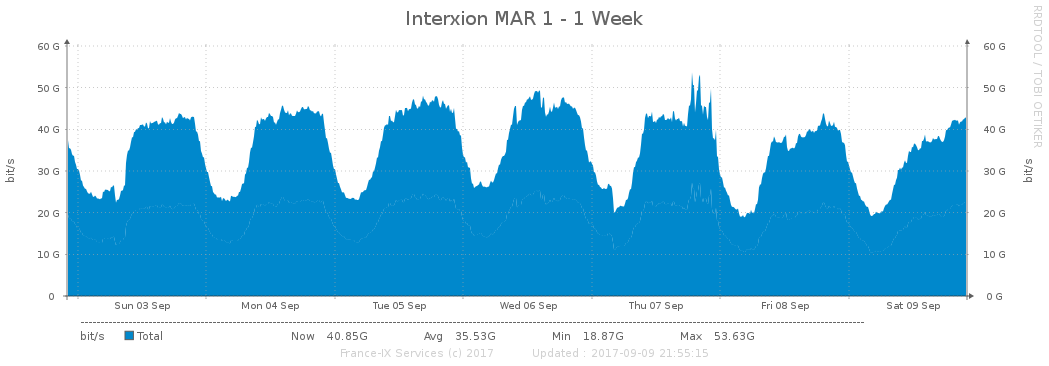 Interxion MAR 1 - 1 Week
RRDTOOL / TOBI OETIKER
60 G 60 G
50 G 50 G
40 G 40 G
30 G 30 G
20 G 20 G
10 G 10 G
0 0 G
bit/s
bit/s
Sun 03 Sep Mon 04 Sep Tue 05 Sep Wed 06 Sep Thu 07 Sep Fri 08 Sep Sat 09 Sep
bit/s Total Now 40.85G Avg 35.53G Min 18.87G Max 53.63G
France-IX Services (c) 2017 Updated : 2017-09-09 21:55:15